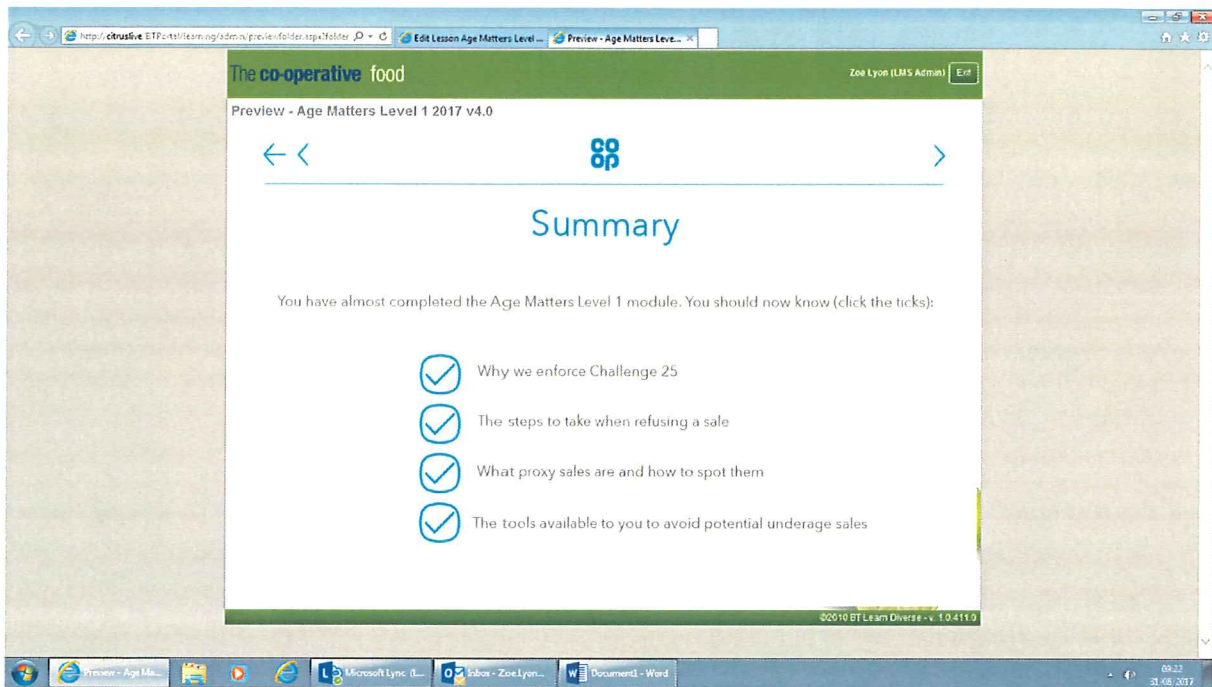 Edit Lesson Age Matters Level ...
Preview - Age Matters Leve...
The co-operative food
Zoe Lyon (LMS Admin) Exit
Preview - Age Matters Level 1 2017 v4.0
co
op
Summary
You have almost completed the Age Matters Level 1 module. You should now know (click the ticks):
Why we enforce Challenge 25
The steps to take when refusing a sale
What proxy sales are and how to spot them
The tools available to you to avoid potential underage sales
©2010 BT Learn Diverse - v. 1.0.411.0
Preview - Age Ma...
Microsoft Lync (L...
Inbox - Zoe.Lyon...
Document1 - Word
09:22
31/08/2017